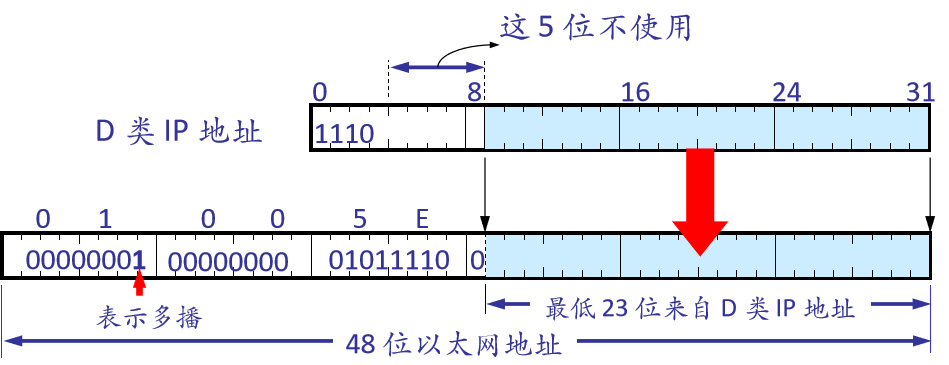 这 5 位不使用
0 8 16 24 31
D 类 IP 地址
1110
0 1 0 0 5 E
00000001 00000000 01011110 0
表示多播
最低 23 位来自 D 类 IP 地址
48 位以太网地址